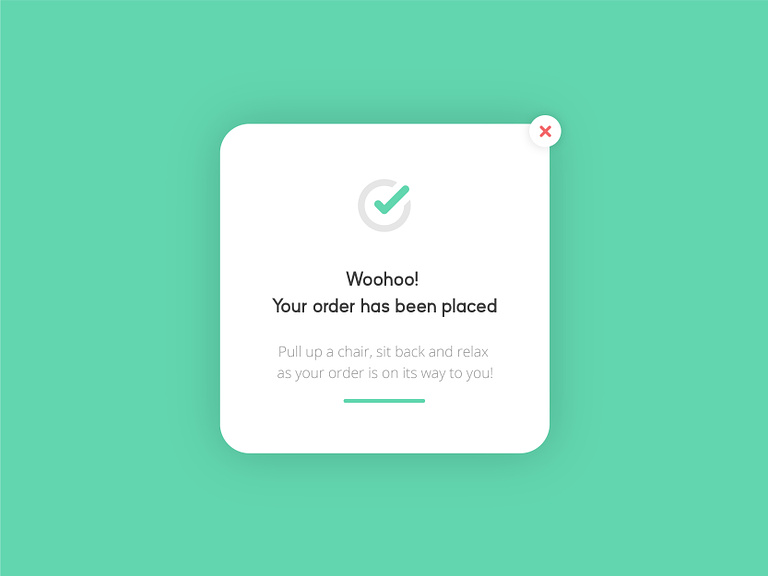 Woohoo!
Your order has been placed
Pull up a chair, sit back and relax
as your order is on its way to you!